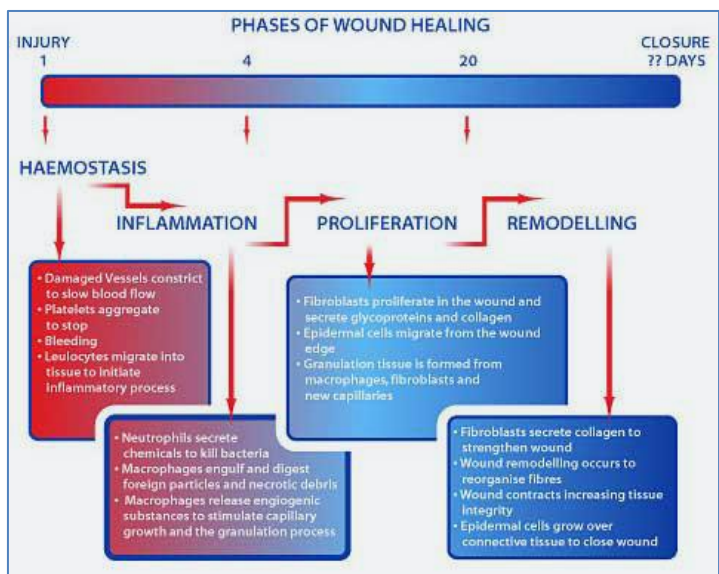 PHASES OF WOUND HEALING
INJURY
1
4
20
CLOSURE
?? DAYS
HAEMOSTASIS
INFLAMMATION
PROLIFERATION
REMODELLING
• Damaged Vessels constrict
to slow blood flow
• Platelets aggregate
to stop
• Bleeding
• Leulocytes migrate into
tissue to initiate
Inflammatory process
• Neutrophils secrete
chemicals to kill bacteria
• Macrophages engulf and digest
foreign particles and necrotic debris
• Macrophages release engiogenic
substances to stimulate capillary
growth and the granulation process
• Fibroblasts proliferate in the wound and
secrete glycoproteins and collagen
• Epidermal cells migrate from the wound
edge
• Granulation tissue is formed from
macrophages, fibroblasts and
new capillaries
• Fibroblasts secrete collagen to
strengthen wound
• Wound remodelling occurs to
reorganise fibres
• Wound contracts increasing tissue
integrity
• Epidermal cells grow over
connective tissue to close wound